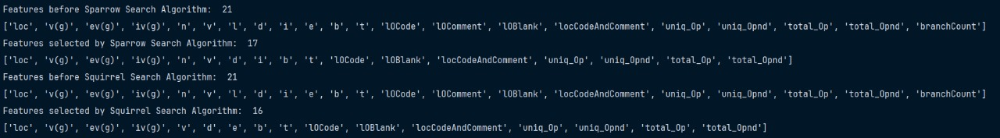 Features before Sparrow Search Algorithm:  21
['loc', 'v(g)', 'ev(g)', 'iv(g)', 'n', 'v', 'l', 'd', 'i', 'e', 'b', 't', 'lOCode', 'lOComment', 'lOBlank', 'locCodeAndComment', 'uniq_Op', 'uniq_Opnd', 'total_Op', 'total_Opnd', 'branchCount']
Features selected by Sparrow Search Algorithm:  17
['loc', 'v(g)', 'ev(g)', 'iv(g)', 'n', 'v', 'd', 'i', 'b', 't', 'lOCode', 'lOBlank', 'locCodeAndComment', 'uniq_Op', 'uniq_Opnd', 'total_Op', 'total_Opnd']
Features before Squirrel Search Algorithm:  21
['loc', 'v(g)', 'ev(g)', 'iv(g)', 'n', 'v', 'l', 'd', 'i', 'e', 'b', 't', 'lOCode', 'lOComment', 'lOBlank', 'locCodeAndComment', 'uniq_Op', 'uniq_Opnd', 'total_Op', 'total_Opnd', 'branchCount']
Features selected by Squirrel Search Algorithm:  16
['loc', 'v(g)', 'ev(g)', 'iv(g)', 'v', 'd', 'e', 'b', 't', 'lOCode', 'lOBlank', 'locCodeAndComment', 'uniq_Op', 'uniq_Opnd', 'total_Op', 'total_Opnd']